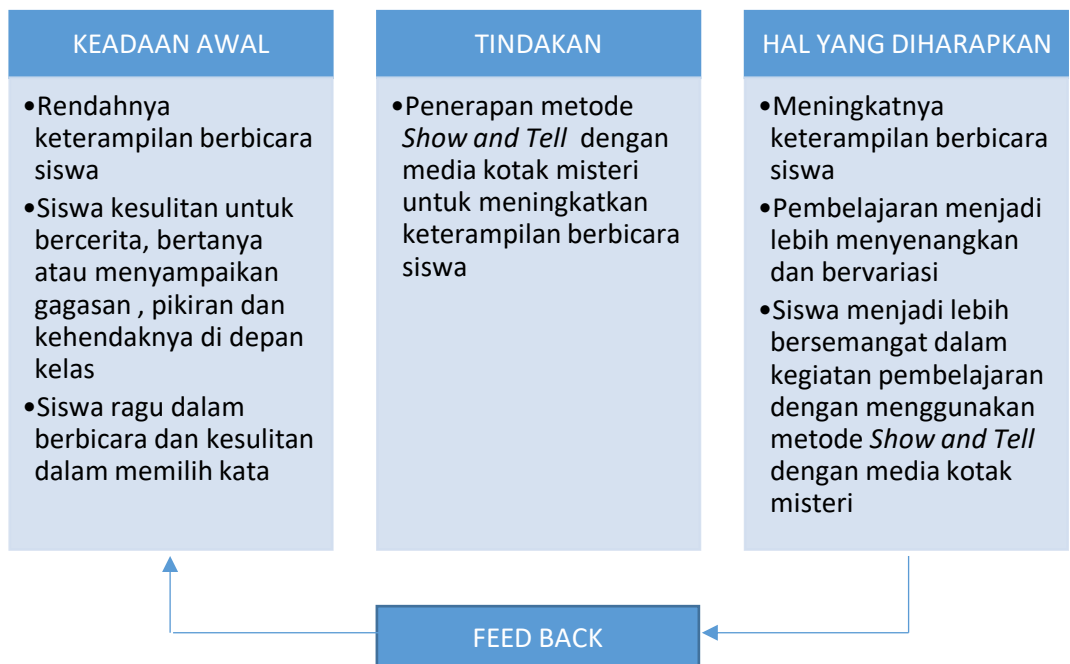 KEADAAN AWAL
•Rendahnya
keterampilan berbicara
siswa
•Siswa kesulitan untuk
bercerita, bertanya
atau menyampaikan
gagasan , pikiran dan
kehendaknya di depan
kelas
•Siswa ragu dalam
berbicara dan kesulitan
dalam memilih kata
TINDAKAN
•Penerapan metode
Show and Tell dengan
media kotak misteri
untuk meningkatkan
keterampilan berbicara
siswa
HAL YANG DIHARAPKAN
•Meningkatnya
keterampilan berbicara
siswa
•Pembelajaran menjadi
lebih menyenangkan
dan bervariasi
•Siswa menjadi lebih
bersemangat dalam
kegiatan pembelajaran
dengan menggunakan
metode Show and Tell
dengan media kotak
misteri
FEED BACK